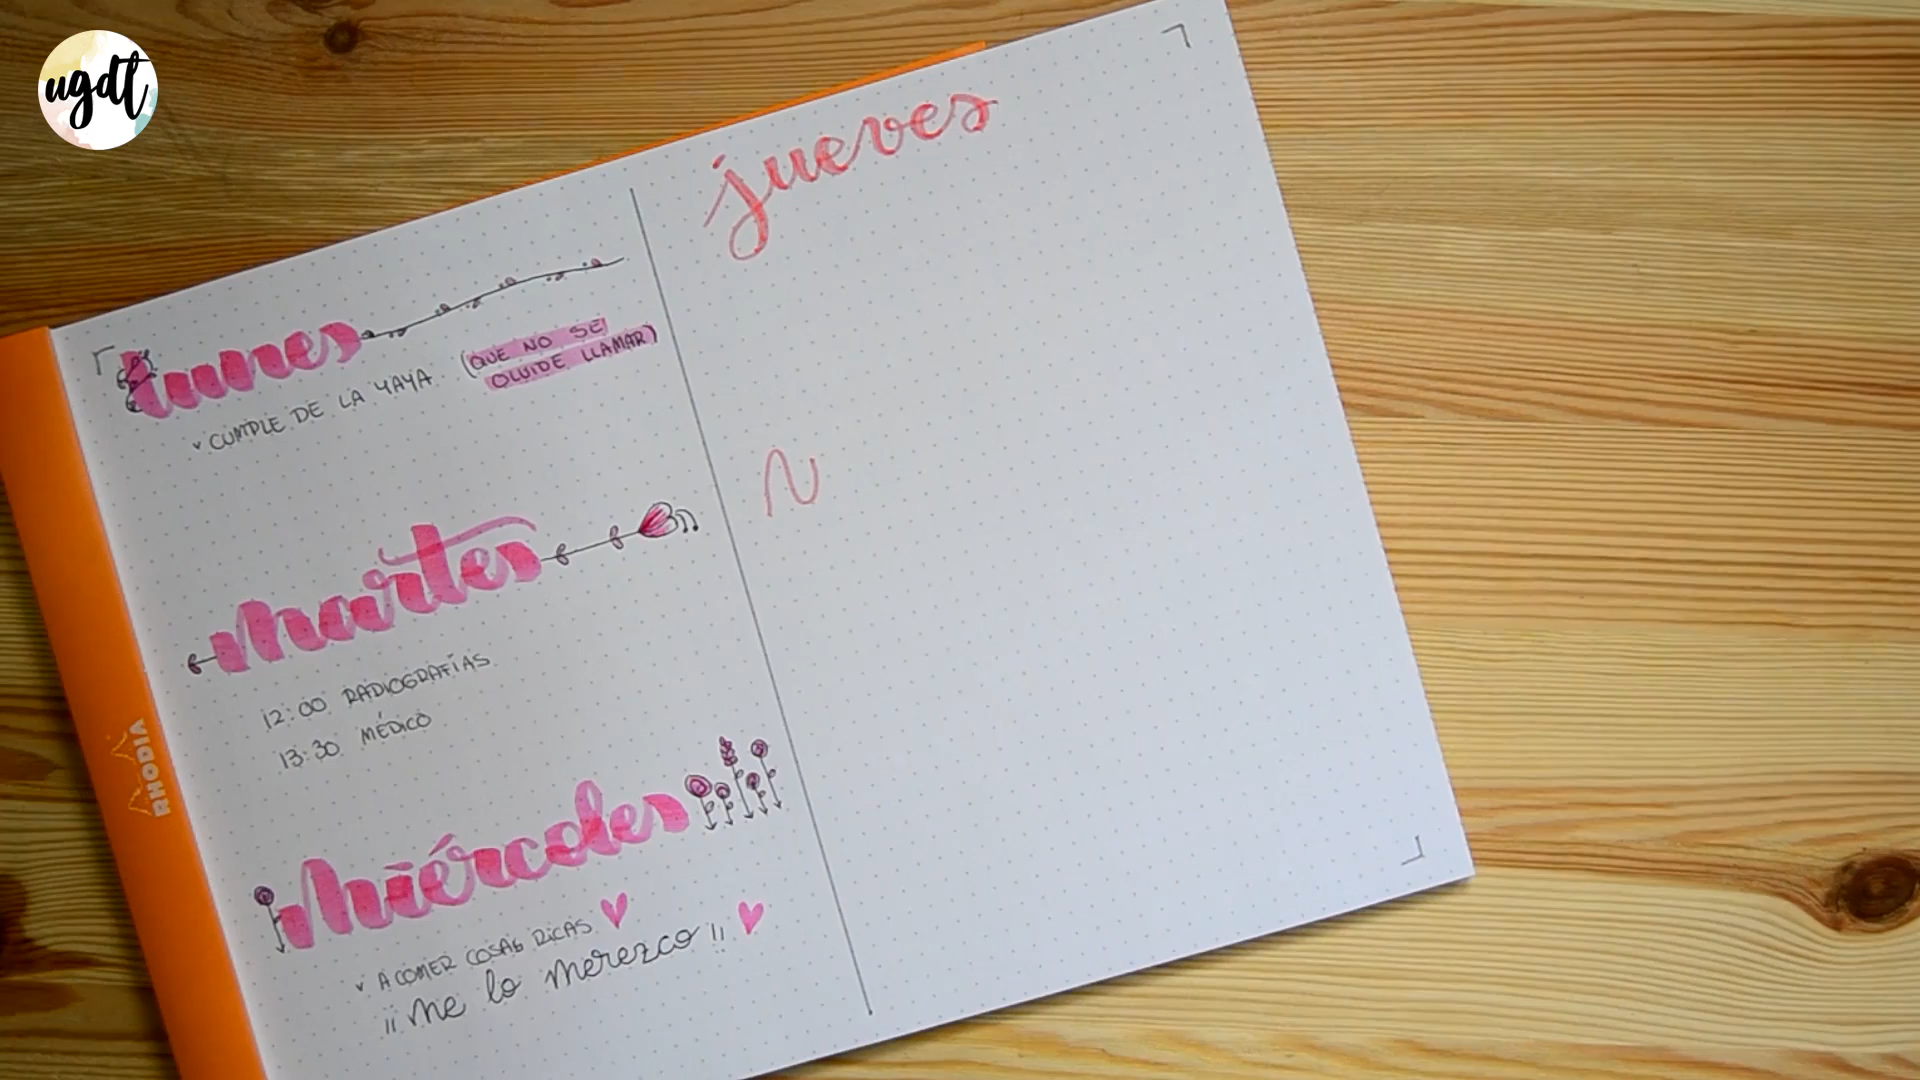 ugdt
lunes
CUMPLE DE LA YAYA (QUE NO SE
OLVIDE LLAMAR)
martes
12:00 RADIOGRAFÍAS
13:30 MÉDICO
miércoles
A COMER COSAS RICAS
¡¡me lo merezco!!
jueves
RHODIA